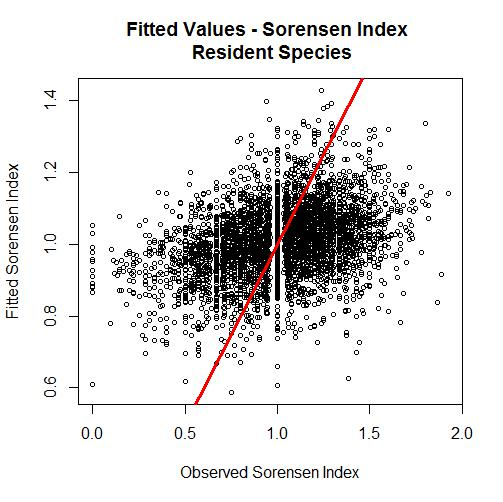 Fitted Values - Sorensen Index
Resident Species
Fitted Sorensen Index
1.4
1.2
1.0
0.8
0.6
0.0 0.5 1.0 1.5 2.0
Observed Sorensen Index